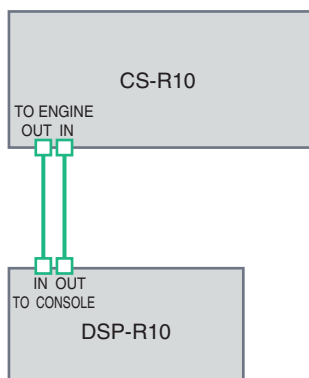 CS-R10
TO ENGINE
OUT IN
IN OUT
TO CONSOLE
DSP-R10